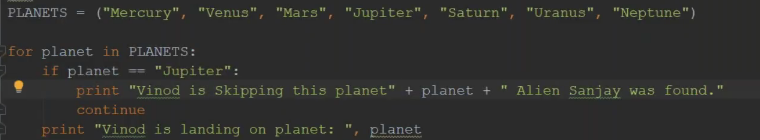 PLANETS = ("Mercury", "Venus", "Mars", "Jupiter", "Saturn", "Uranus", "Neptune")
for planet in PLANETS:
if planet == "Jupiter":
print "Vinod is Skipping this planet" + planet + " Alien Sanjay was found."
continue
print "Vinod is landing on planet: ", planet